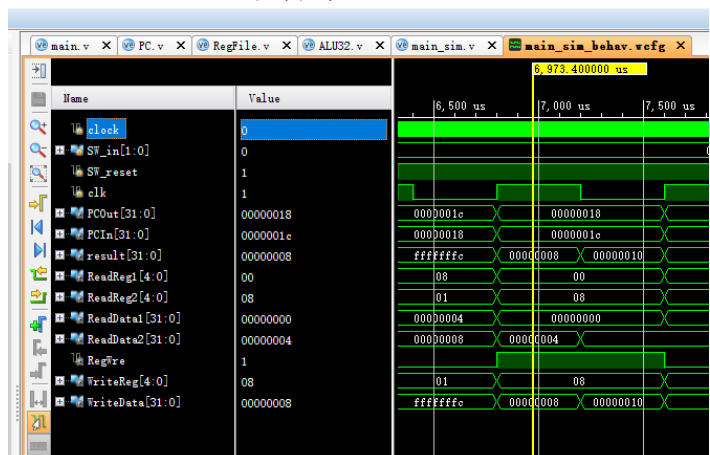 main.v X PC.v X RegFile.v X ALU32.v X main_sim.v X main_sim_behav.wcfg X
6,973.400000 us
Name Value 6,500 us 7,000 us 7,500 us
clock 0
SW_in[1:0] 0
SW_reset 1
clk 1
PCOut[31:0] 00000018 0000001c 00000018
PCIn[31:0] 0000001c 00000018 0000001c
result[31:0] 00000008 fffffffc 00000008 00000010
ReadReg1[4:0] 00 08 00
ReadReg2[4:0] 08 01 08
ReadData1[31:0] 00000000 00000004 00000000
ReadData2[31:0] 00000004 00000008 00000004
RegWre 1
WriteReg[4:0] 08 01 08
WriteData[31:0] 00000008 fffffffc 00000008 00000010